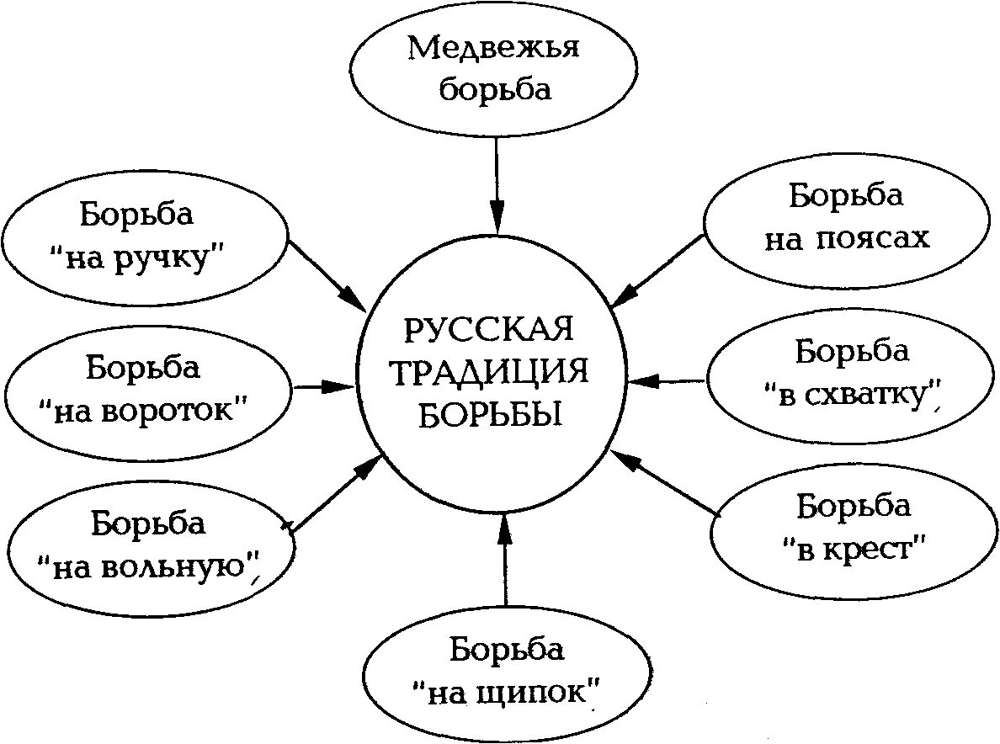 Медвежья
борьба
Борьба
"на ручку"
Борьба
на поясах
РУССКАЯ
ТРАДИЦИЯ
БОРЬБЫ
Борьба
"на вороток"
Борьба
"в схватку"
Борьба
"на вольную"
Борьба
"в крест"
Борьба
"на щипок"